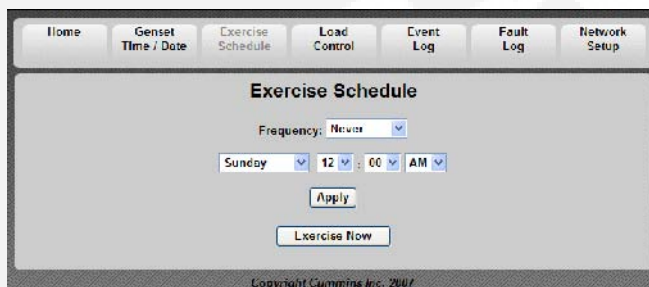 Home Genset Time / Date Exercise Schedule Load Control Event Log Fault Log Network Setup
Exercise Schedule
Frequency: Never
Sunday 12 : 00 AM
Apply
Exercise Now
Copyright Cummins Inc. 2007